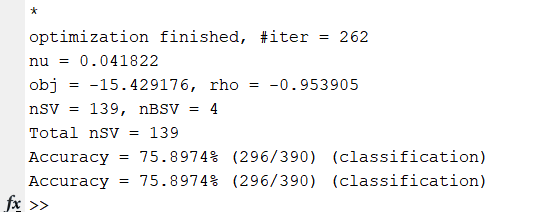 *
optimization finished, #iter = 262
nu = 0.041822
obj = -15.429176, rho = -0.953905
nSV = 139, nBSV = 4
Total nSV = 139
Accuracy = 75.8974% (296/390) (classification)
Accuracy = 75.8974% (296/390) (classification)
fx >>